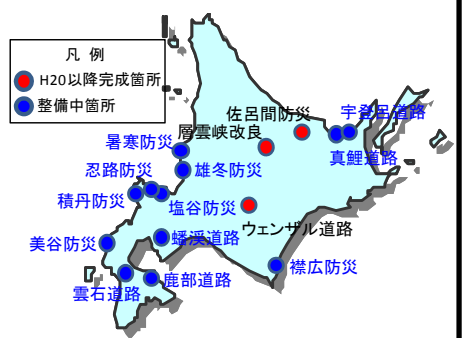 凡 例
H20以降完成箇所
整備中箇所
佐呂間防災
宇登呂道路
層雲峡改良
真鯉道路
暑寒防災
忍路防災
雄冬防災
積丹防災
塩谷防災
ウェンザル道路
美谷防災
蟠渓道路
襟広防災
雲石道路
鹿部道路